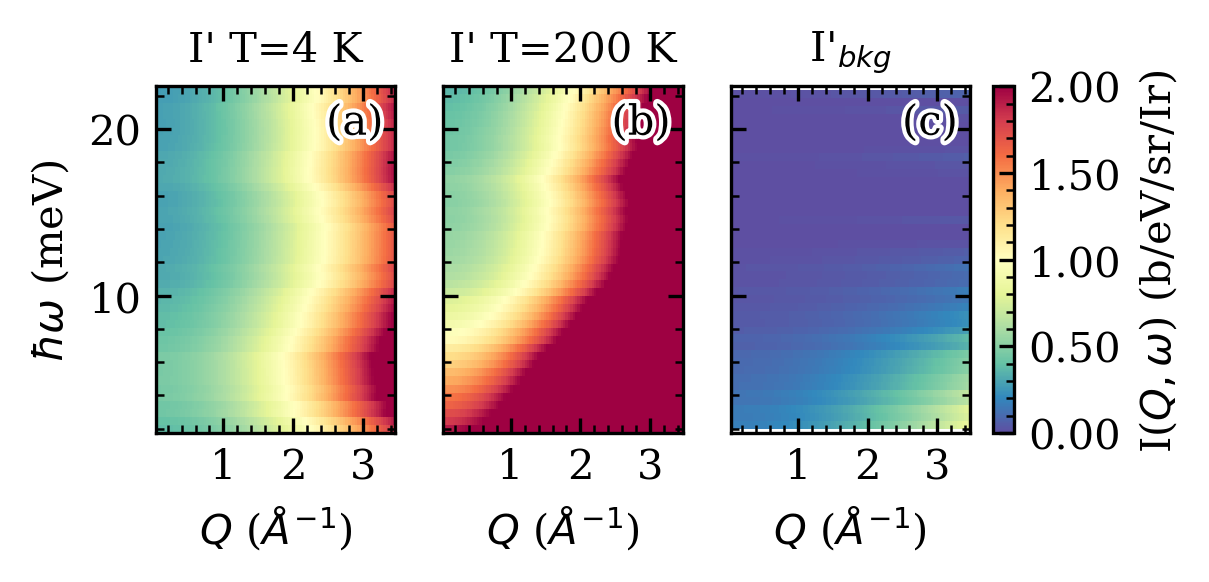 I' T=4 K
I' T=200 K
I'bkg
(a)
(b)
(c)
20
10
ħω (meV)
1 2 3
1 2 3
1 2 3
Q (Å⁻¹)
Q (Å⁻¹)
Q (Å⁻¹)
2.00
1.50
1.00
0.50
0.00
I(Q, ω) (b/eV/sr/Ir)